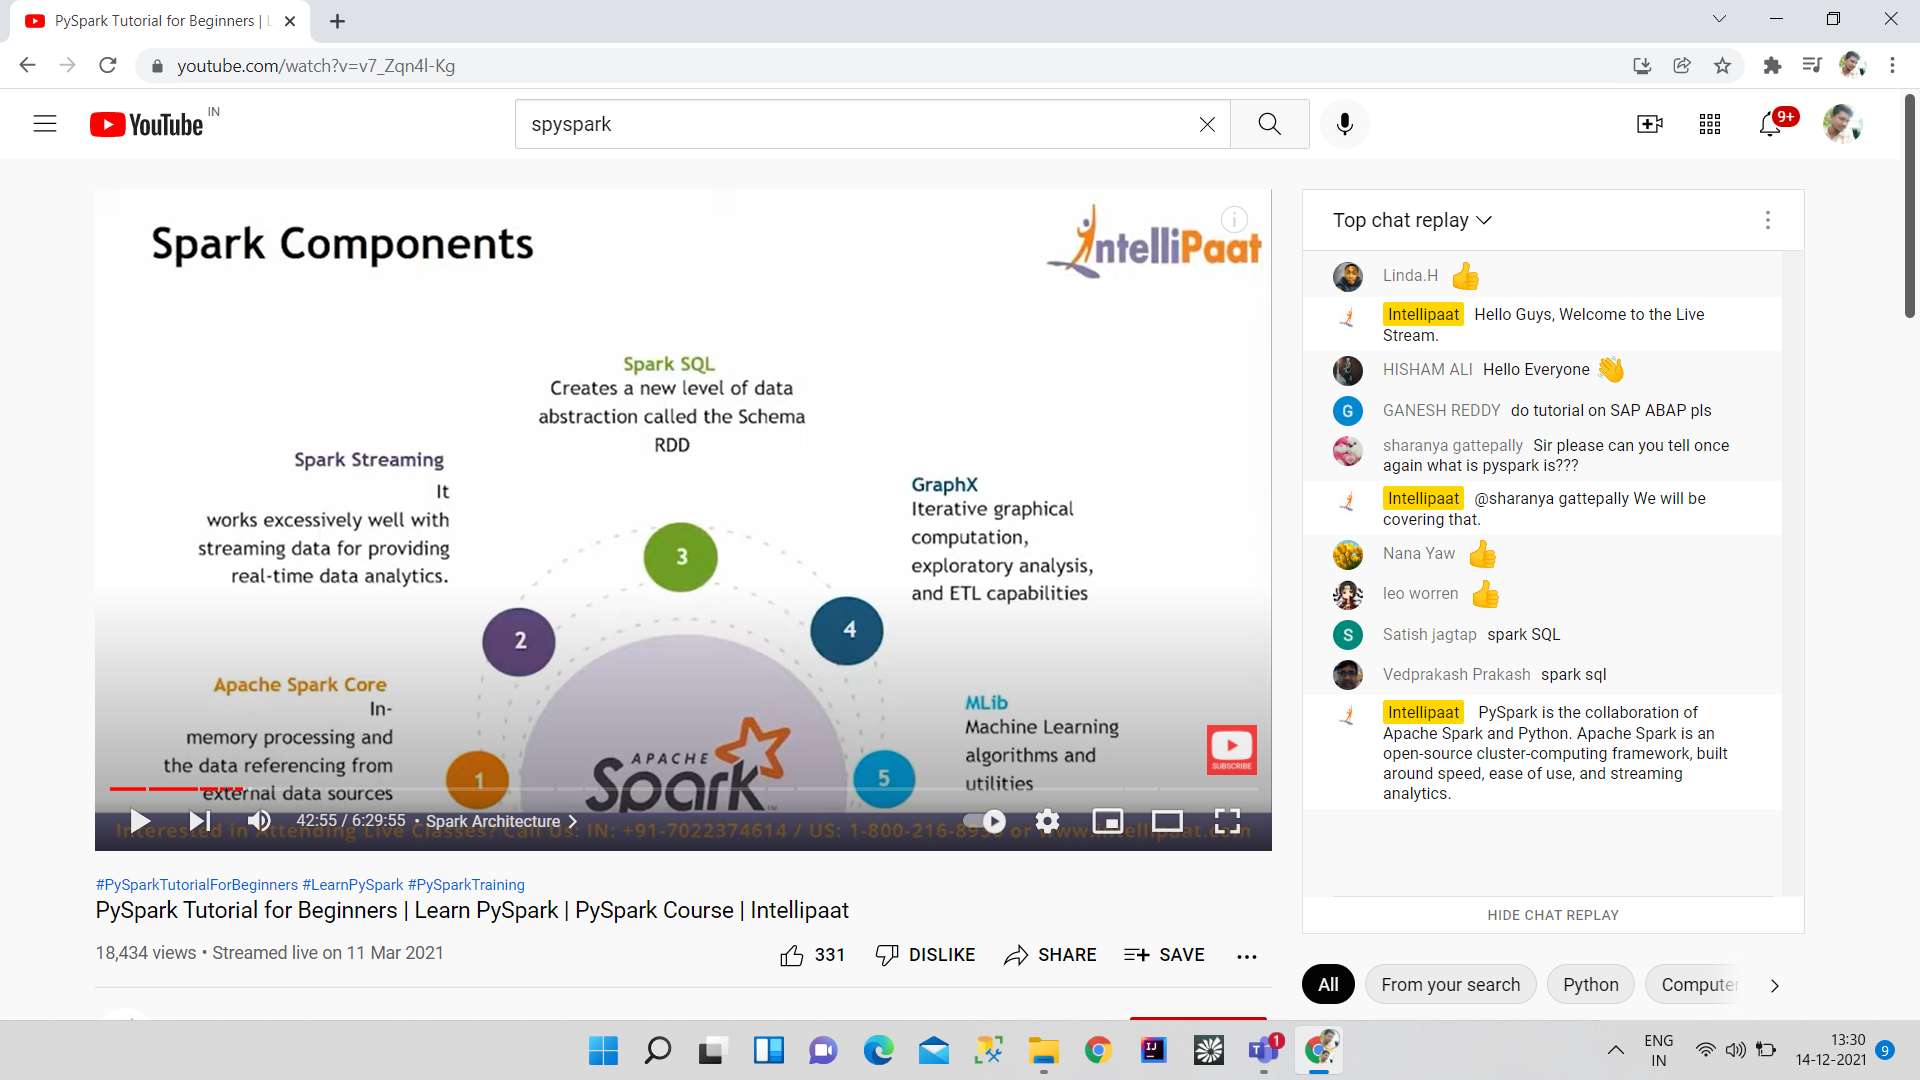 PySpark Tutorial for Beginners | L
youtube.com/watch?v=v7_Zqn4l-Kg
YouTube IN
spyspark
9+
Spark Components
IntelliPaat
Spark SQL
Creates a new level of data
abstraction called the Schema
RDD
Spark Streaming
It
works excessively well with
streaming data for providing
real-time data analytics.
GraphX
Iterative graphical
computation,
exploratory analysis,
and ETL capabilities
3
2
4
Apache Spark Core
In-
memory processing and
the data referencing from
external data sources
MLib
Machine Learning
algorithms and
utilities
1
5
APACHE
Spark
TM
SUBSCRIBE
42:55 / 6:29:55 • Spark Architecture
Interested in Attending Live Classes? Call Us: IN: +91-7022374614 / US: 1-800-216-8930 or www.intellipaat.com
#PySparkTutorialForBeginners #LearnPySpark #PySparkTraining
PySpark Tutorial for Beginners | Learn PySpark | PySpark Course | Intellipaat
18,434 views • Streamed live on 11 Mar 2021
331 DISLIKE SHARE SAVE
Top chat replay
Linda.H
Intellipaat Hello Guys, Welcome to the Live
Stream.
HISHAM ALI Hello Everyone
G GANESH REDDY do tutorial on SAP ABAP pls
sharanya gattepally Sir please can you tell once
again what is pyspark is???
Intellipaat @sharanya gattepally We will be
covering that.
Nana Yaw
leo worren
S Satish jagtap spark SQL
Vedprakash Prakash spark sql
Intellipaat PySpark is the collaboration of
Apache Spark and Python. Apache Spark is an
open-source cluster-computing framework, built
around speed, ease of use, and streaming
analytics.
HIDE CHAT REPLAY
All From your search Python Computer
IJ
T 1
ENG
IN
13:30
14-12-2021
9